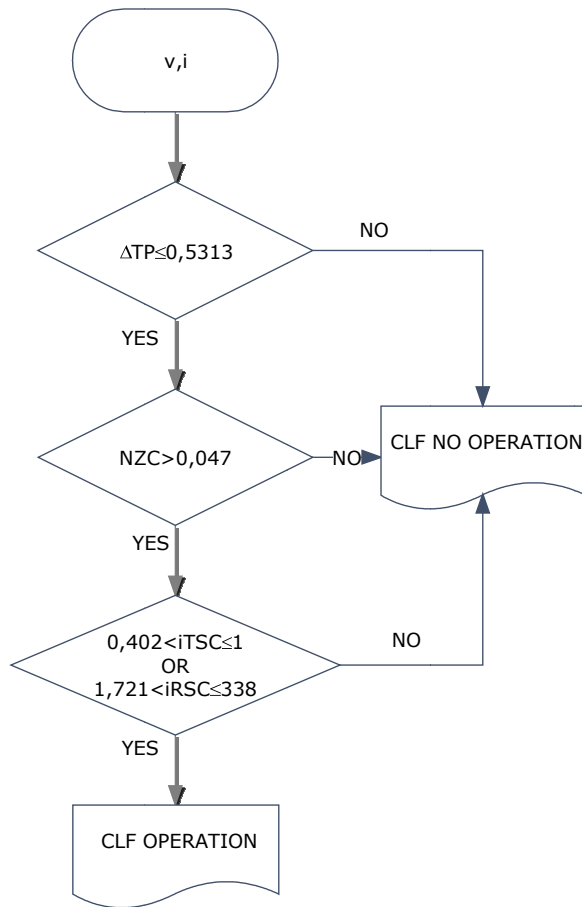 v,i
∆TP≤0,5313
NO
YES
NZC>0,047
NO
CLF NO OPERATION
YES
0,402<iTSC≤1
OR
1,721<iRSC≤338
NO
YES
CLF OPERATION